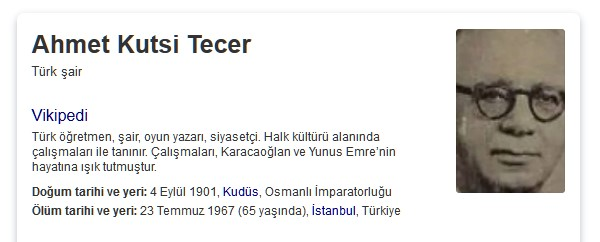 Ahmet Kutsi Tecer
Türk şair
Vikipedi
Türk öğretmen, şair, oyun yazarı, siyasetçi. Halk kültürü alanında
çalışmaları ile tanınır. Çalışmaları, Karacaoğlan ve Yunus Emre'nin
hayatına ışık tutmuştur.
Doğum tarihi ve yeri: 4 Eylül 1901, Kudüs, Osmanlı İmparatorluğu
Ölüm tarihi ve yeri: 23 Temmuz 1967 (65 yaşında), İstanbul, Türkiye